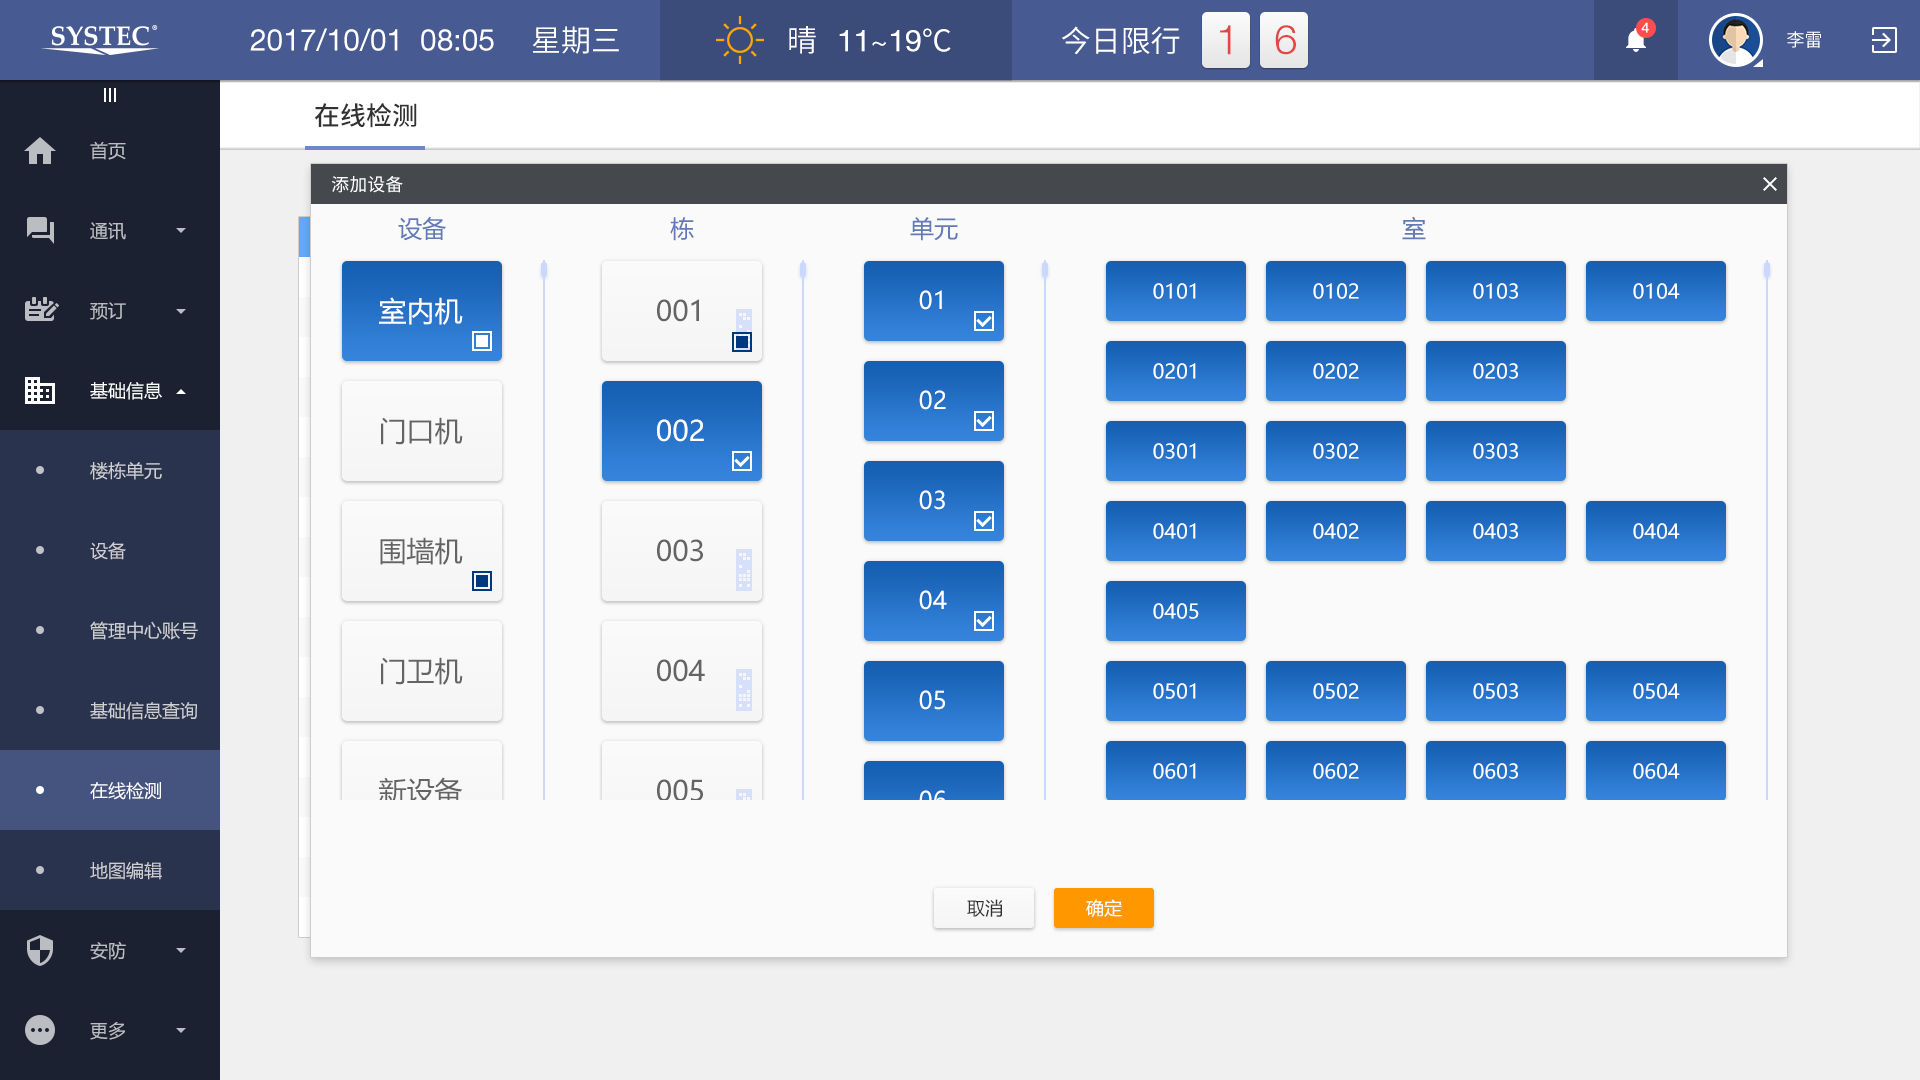 SYSTEC®
2017/10/01 08:05 星期三
晴 11~19°C
今日限行 1 6
4
李雷
首页
通讯
预订
基础信息
楼栋单元
设备
管理中心账号
基础信息查询
在线检测
地图编辑
安防
更多
在线检测
添加设备
设备 栋 单元 室
室内机
门口机
围墙机
门卫机
新设备
001
002
003
004
005
01
02
03
04
05
06
0101 0102 0103 0104
0201 0202 0203
0301 0302 0303
0401 0402 0403 0404
0405
0501 0502 0503 0504
0601 0602 0603 0604
取消 确定